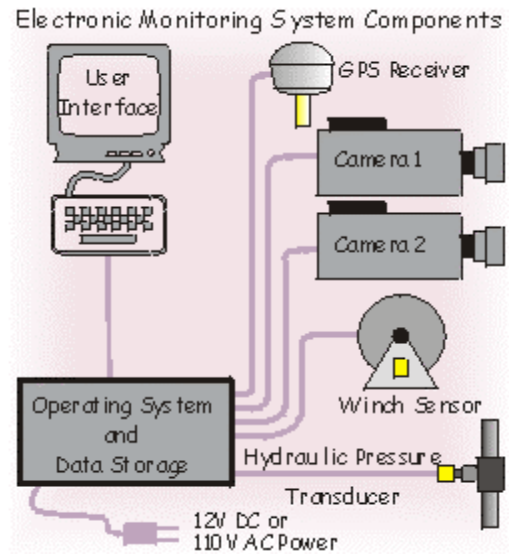 Electronic Monitoring System Components
User
Interface
GPS Receiver
Camera 1
Camera 2
Winch Sensor
Operating System
and
Data Storage
Hydraulic Pressure
Transducer
12V DC or
110V AC Power